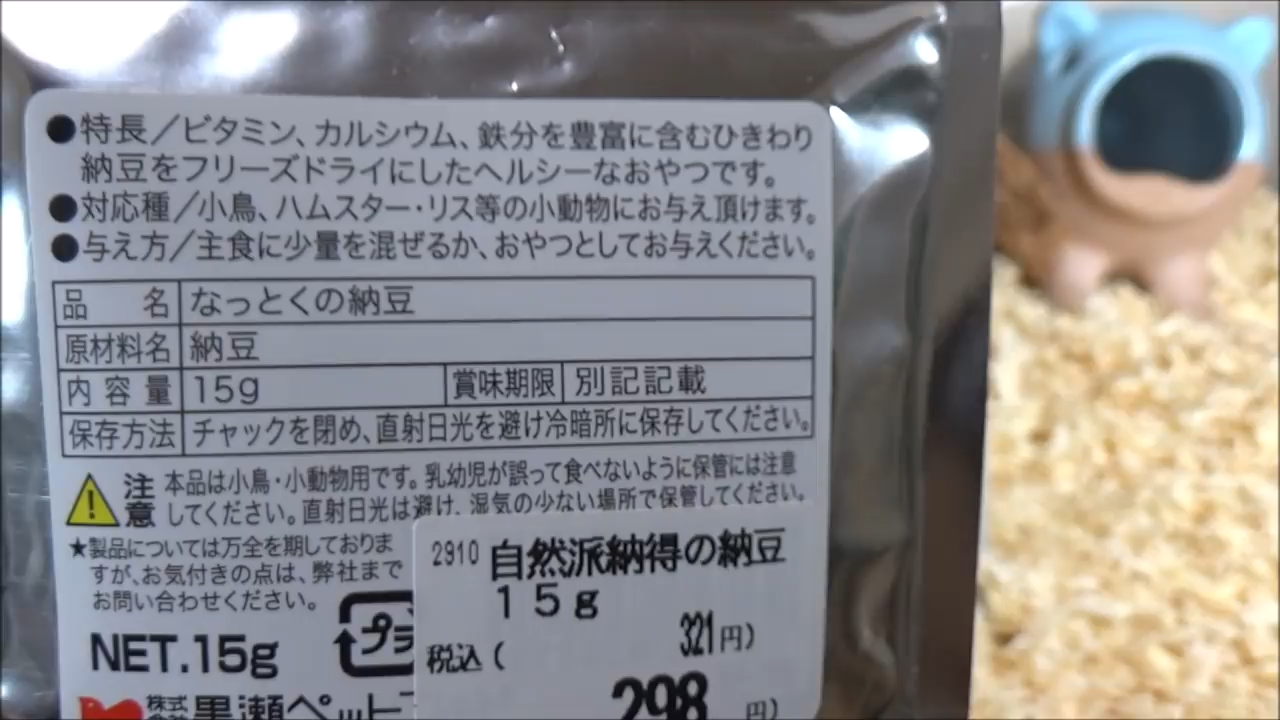 ●特長／ビタミン、カルシウム、鉄分を豊富に含むひきわり
納豆をフリーズドライにしたヘルシーなおやつです。
●対応種／小鳥、ハムスター・リス等の小動物にお与え頂けます。
●与え方／主食に少量を混ぜるか、おやつとしてお与えください。
品名 なっとくの納豆
原材料名 納豆
内容量 15g 賞味期限 別記記載
保存方法 チャックを閉め、直射日光を避け冷暗所に保存してください。
注意 本品は小鳥・小動物用です。乳幼児が誤って食べないように保管には注意
してください。直射日光は避け、湿気の少ない場所で保管してください。
★製品については万全を期しておりま
すが、お気付きの点は、弊社まで
お問い合わせください。
NET.15g
プラ
株式会社 黒瀬ペット
2910 自然派納得の納豆
15g
税込( 321円)
298円)